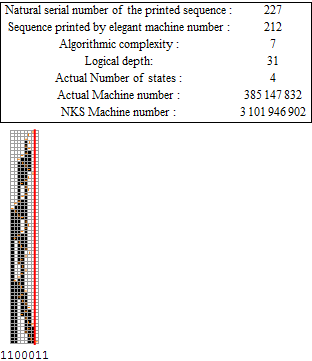 Natural serial number of the printed sequence : 227
Sequence printed by elegant machine number : 212
Algorithmic complexity : 7
Logical depth: 31
Actual Number of states : 4
Actual Machine number : 385 147 832
NKS Machine number : 3 101 946 902
1100011